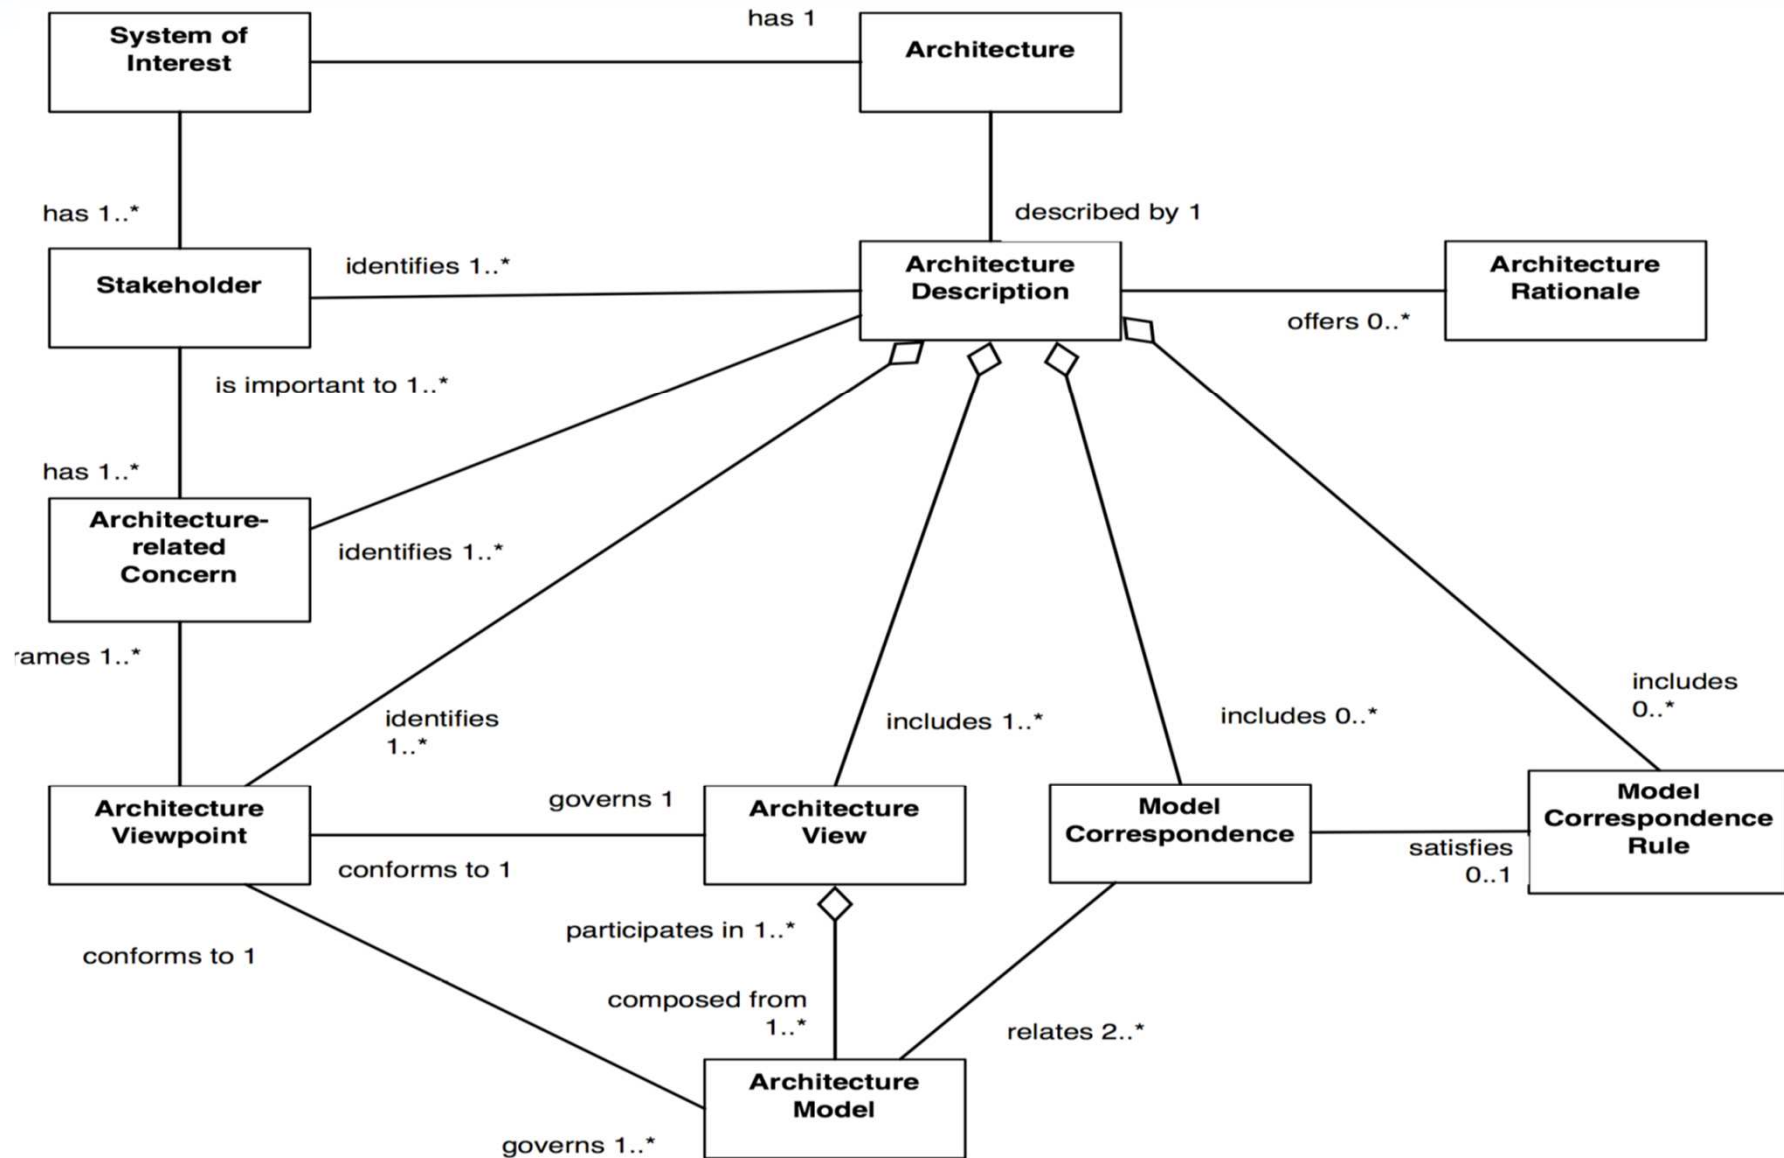 has 1
System of
Interest
Architecture
has 1..*
described by 1
Stakeholder
identifies 1..*
Architecture
Description
Architecture
Rationale
offers 0..*
is important to 1..*
has 1..*
Architecture-
related
Concern
identifies 1..*
rames 1..*
identifies
1..*
includes 1..*
includes 0..*
includes
0..*
Architecture
Viewpoint
governs 1
conforms to 1
Architecture
View
Model
Correspondence
satisfies
0..1
Model
Correspondence
Rule
conforms to 1
participates in 1..*
composed from
1..*
relates 2..*
Architecture
Model
governs 1..*